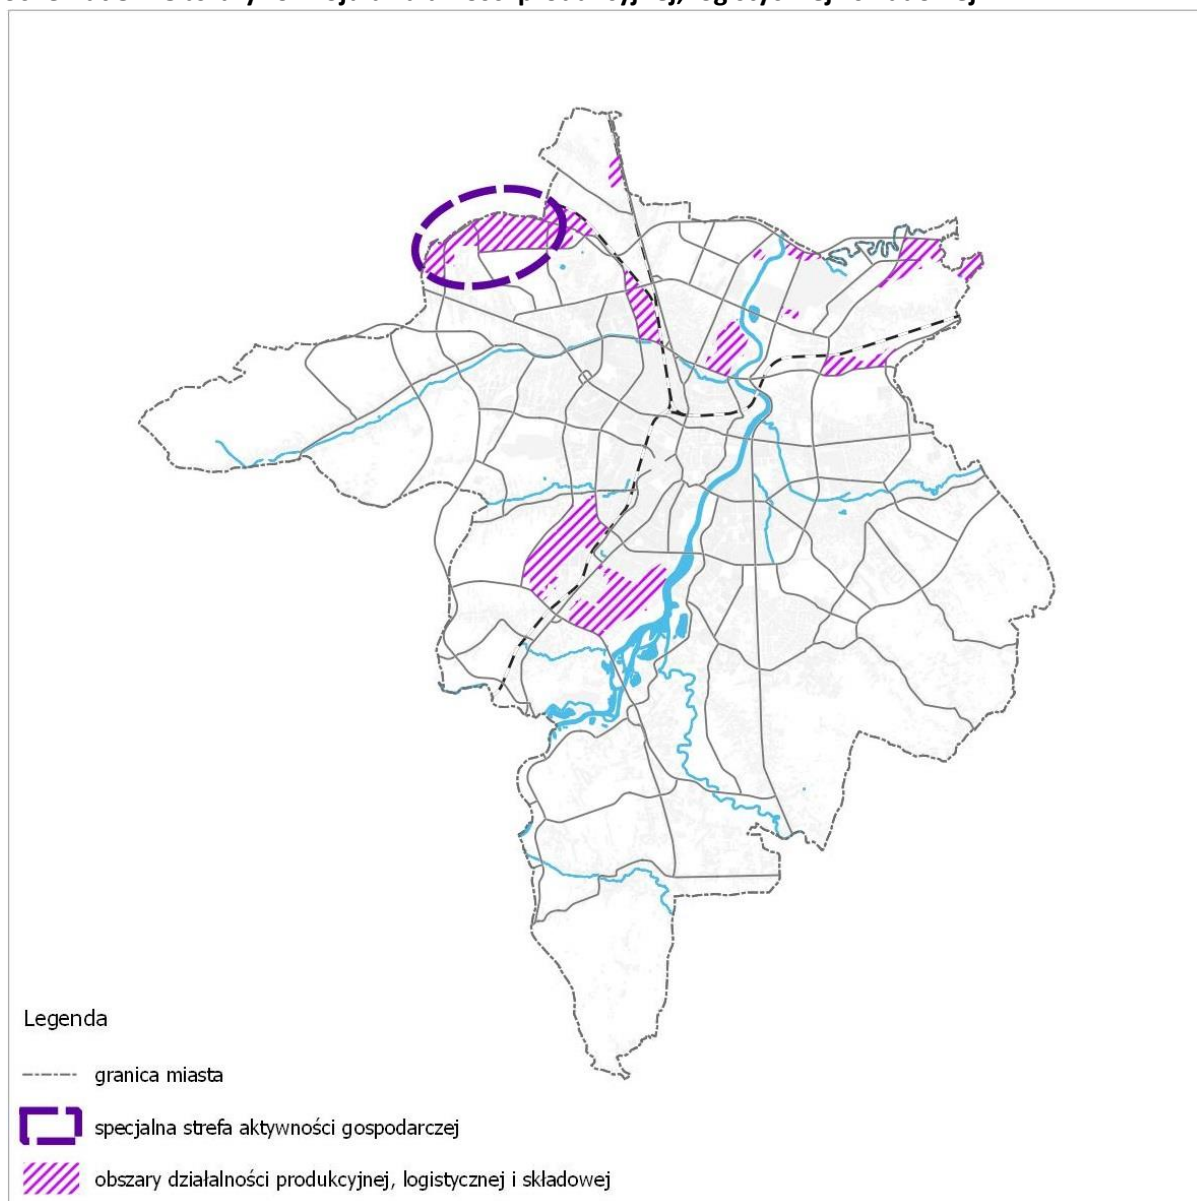 Legenda
granica miasta
specjalna strefa aktywności gospodarczej
obszary działalności produkcyjnej, logistycznej i składowej